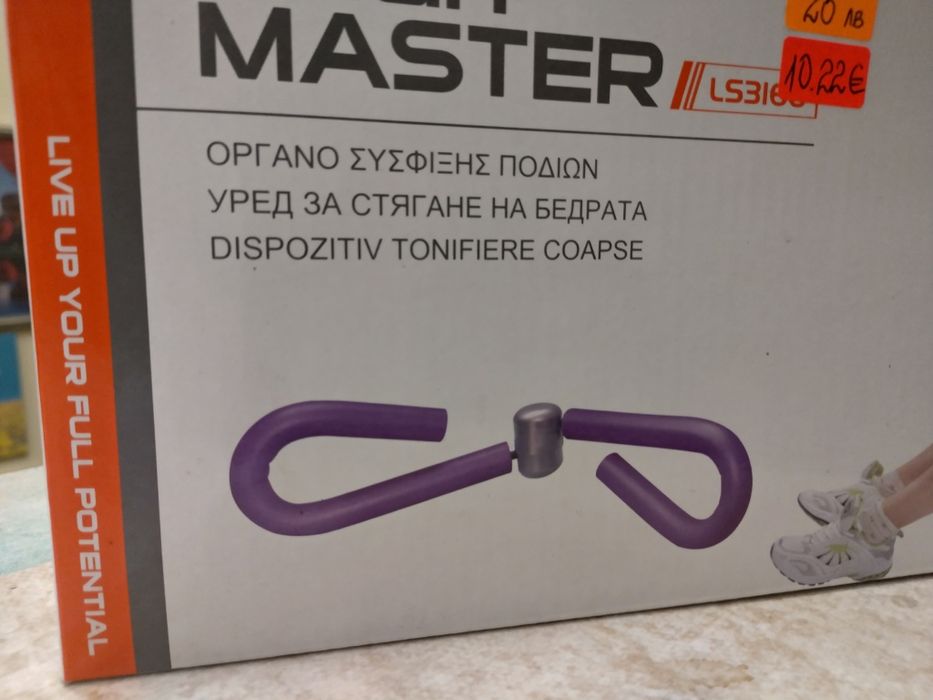 MASTER
20 лв
10.22€
ΟΡΓΑΝΟ ΣΥΣΦΙΞΗΣ ΠΟΔΙΩΝ
УРЕД ЗА СТЯГАНЕ НА БЕДРАТА
DISPOZITIV TONIFIERE COAPSE
LIVE UP YOUR FULL POTENTIAL